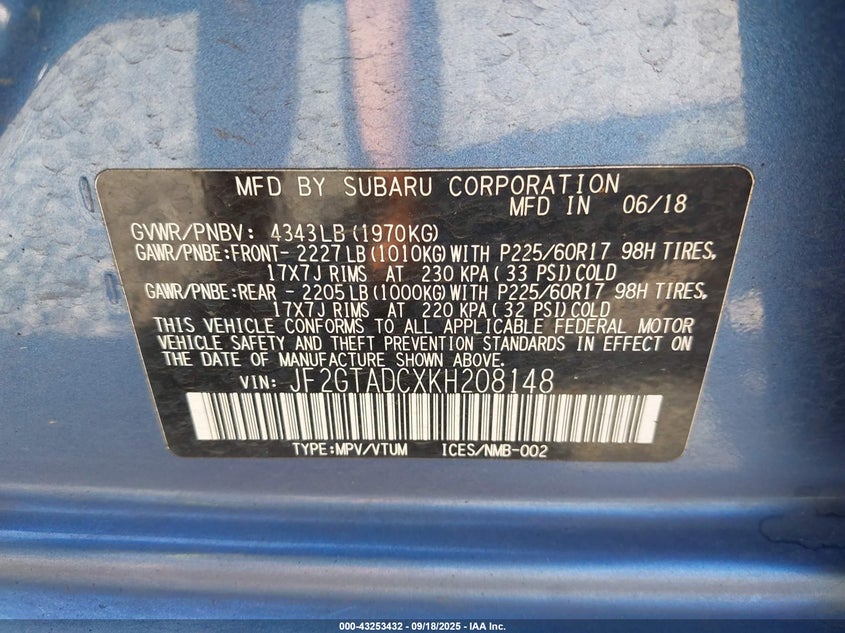 MFD BY SUBARU CORPORATION
MFD IN 06/18
GVWR/PNBV: 4343LB (1970KG)
GAWR/PNBE:FRONT- 2227 LB (1010KG) WITH P225/60R17 98H TIRES,
17X7J RIMS AT 230 KPA ( 33 PSI) COLD
GAWR/PNBE:REAR - 2205 LB (1000KG) WITH P225/60R17 98H TIRES,
17X7J RIMS AT 220 KPA ( 32 PSI) COLD
THIS VEHICLE CONFORMS TO ALL APPLICABLE FEDERAL MOTOR
VEHICLE SAFETY AND THEFT PREVENTION STANDARDS IN EFFECT ON
THE DATE OF MANUFACTURE SHOWN ABOVE.
VIN: JF2GTADCXKH208148
TYPE:MPV/VTUM ICES/NMB-002
000-43253432 - 09/18/2025 - IAA Inc.